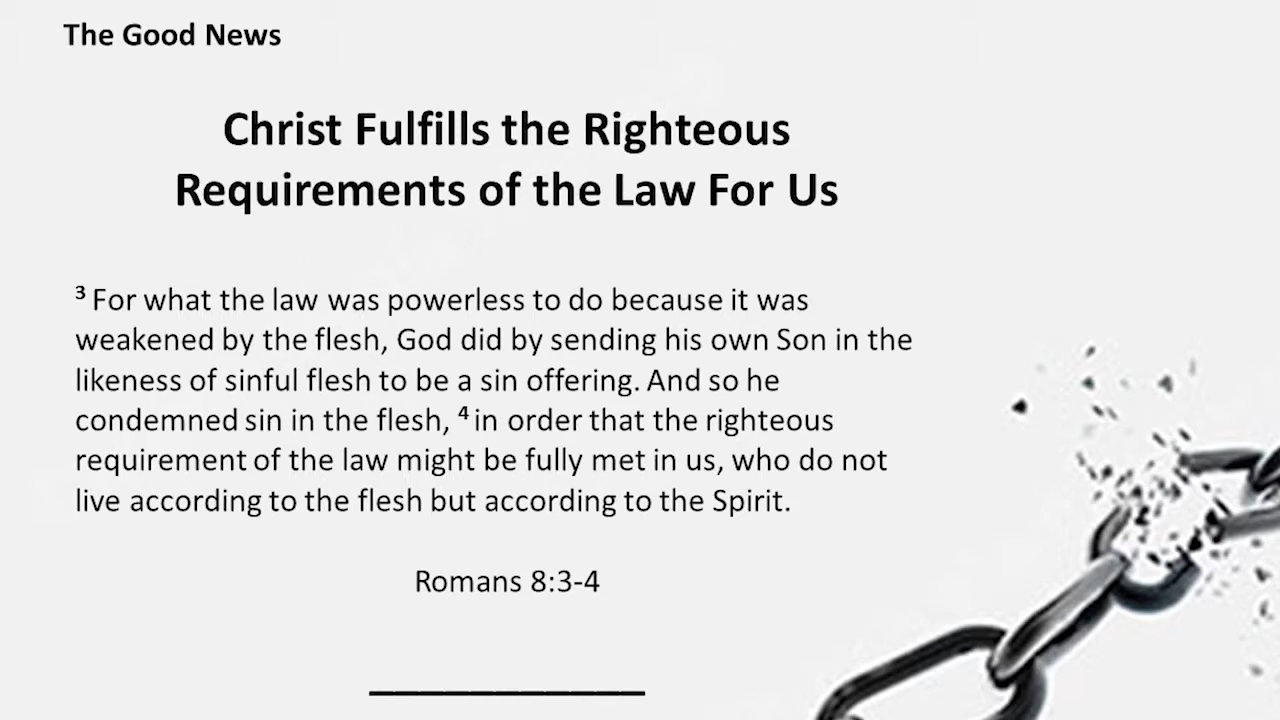 The Good News
Christ Fulfills the Righteous
Requirements of the Law For Us
³ For what the law was powerless to do because it was
weakened by the flesh, God did by sending his own Son in the
likeness of sinful flesh to be a sin offering. And so he
condemned sin in the flesh, ⁴ in order that the righteous
requirement of the law might be fully met in us, who do not
live according to the flesh but according to the Spirit.
Romans 8:3-4